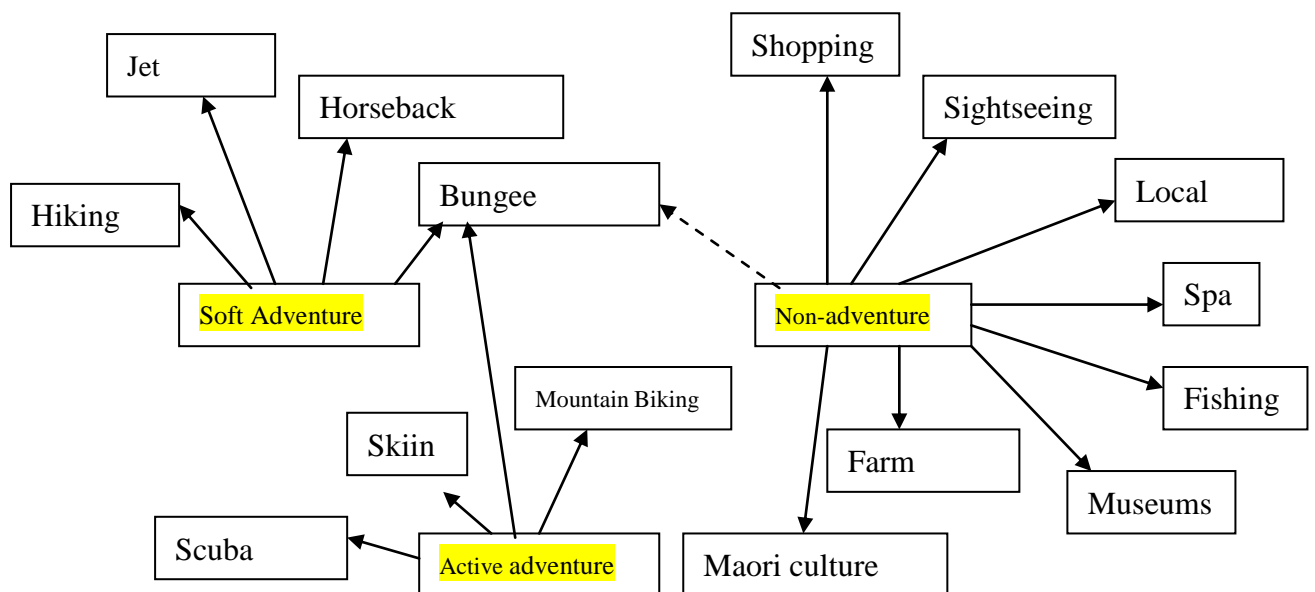 Shopping
Jet
Horseback
Sightseeing
Bungee
Local
Hiking
Spa
Soft Adventure
Non-adventure
Mountain Biking
Fishing
Skiin
Farm
Museums
Scuba
Active adventure
Maori culture